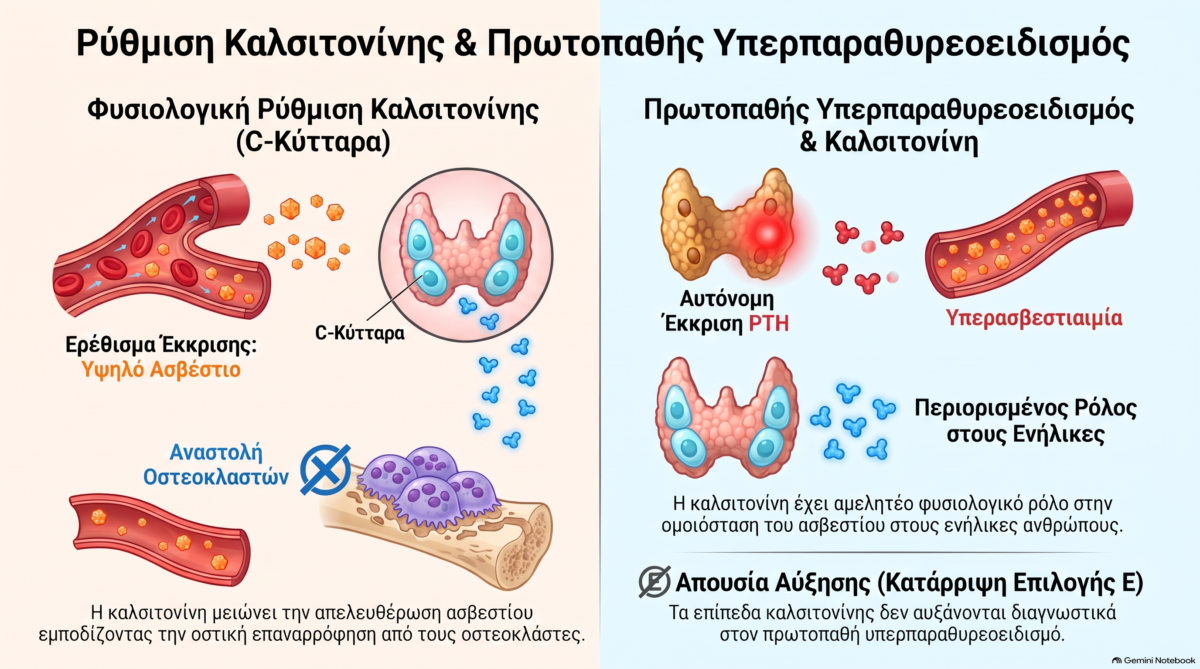 Ρύθμιση Καλσιτονίνης & Πρωτοπαθής Υπερπαραθυρεοειδισμός
Φυσιολογική Ρύθμιση Καλσιτονίνης
(C-Κύτταρα)
C-Κύτταρα
Ερέθισμα Έκκρισης:
Υψηλό Ασβέστιο
Αναστολή
Οστεοκλαστών
Η καλσιτονίνη μειώνει την απελευθέρωση ασβεστίου
εμποδίζοντας την οστική επαναρρόφηση από τους οστεοκλάστες.
Πρωτοπαθής Υπερπαραθυρεοειδισμός
& Καλσιτονίνη
Αυτόνομη
Έκκριση PTH
Υπερασβεστιαιμία
Περιορισμένος Ρόλος
στους Ενήλικες
Η καλσιτονίνη έχει αμελητέο φυσιολογικό ρόλο στην
ομοιόσταση του ασβεστίου στους ενήλικες ανθρώπους.
E Απουσία Αύξησης (Κατάρριψη Επιλογής E)
Τα επίπεδα καλσιτονίνης δεν αυξάνονται διαγνωστικά
στον πρωτοπαθή υπερπαραθυρεοειδισμό.
Gemini Notebook